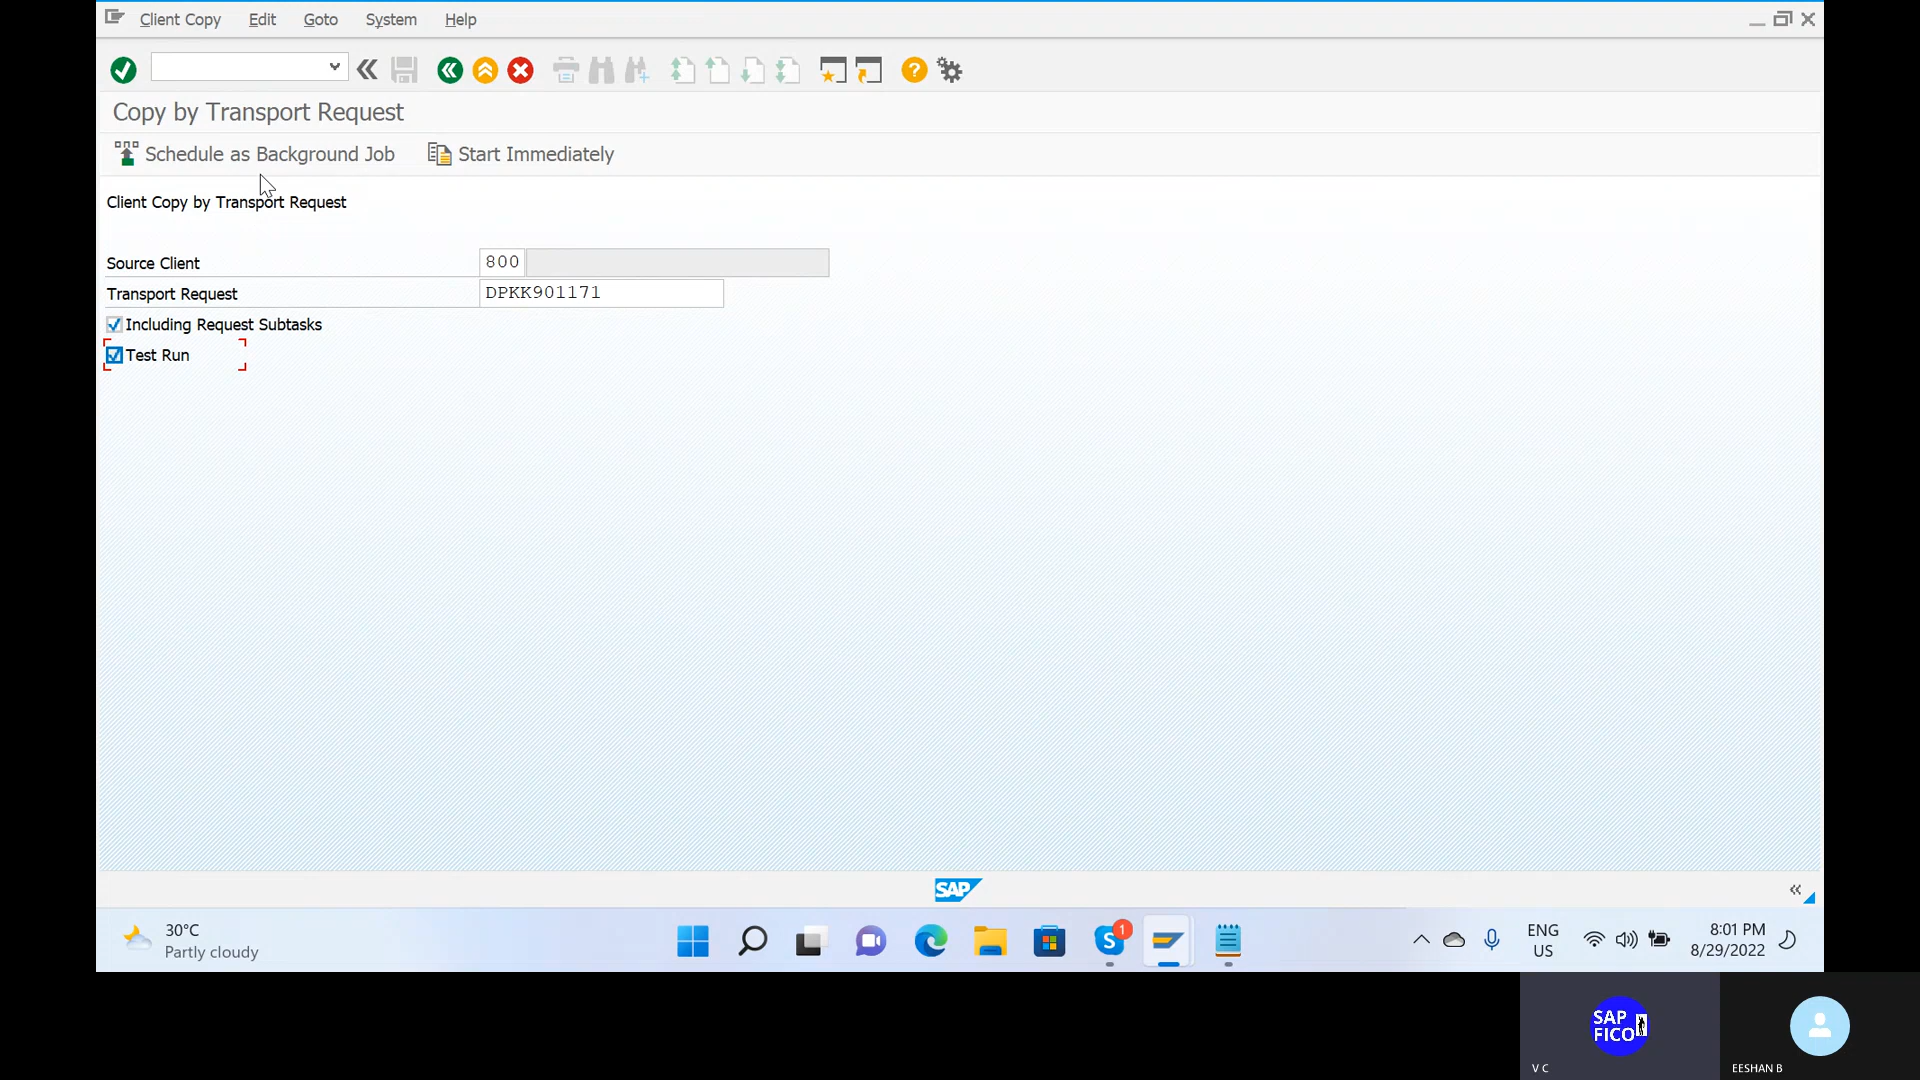 Client Copy Edit Goto System Help
Copy by Transport Request
Schedule as Background Job Start Immediately
Client Copy by Transport Request
Source Client 800
Transport Request DPKK901171
Including Request Subtasks
Test Run
SAP
30°C
Partly cloudy
1
ENG
US
8:01 PM
8/29/2022
SAP
FICO
V C
EESHAN B